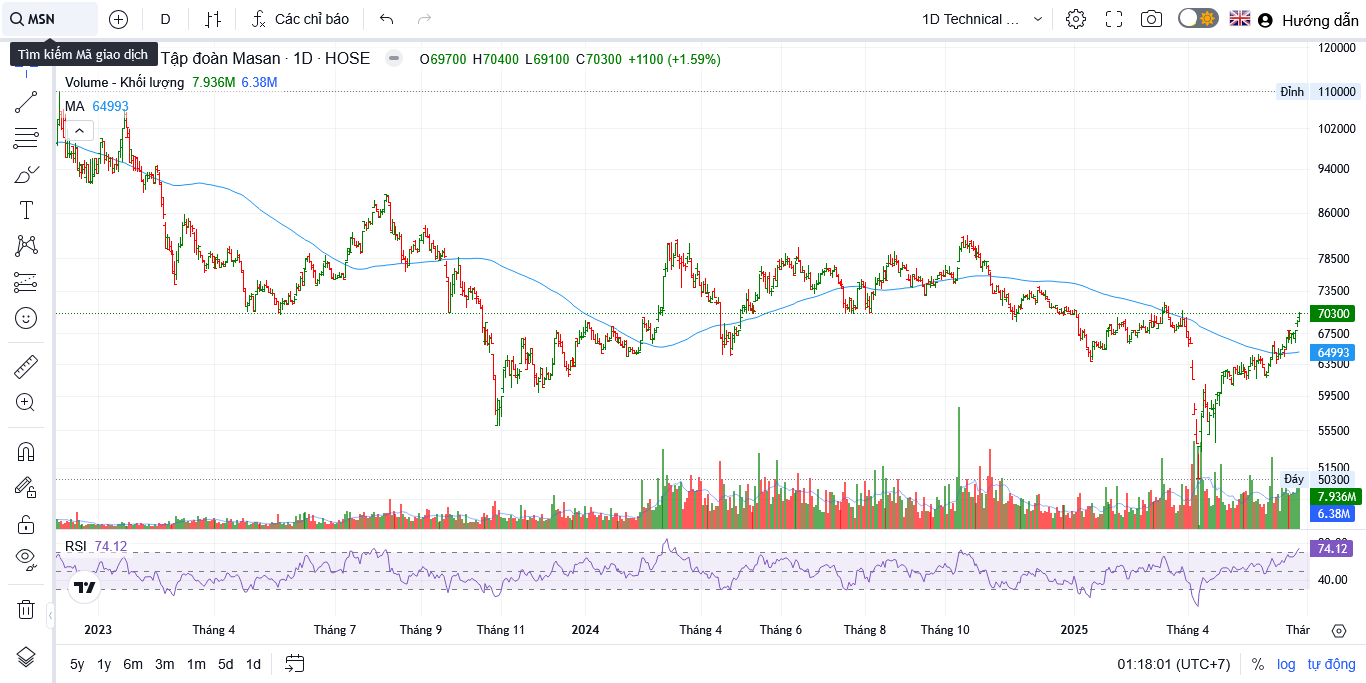 MSN
D
Các chỉ báo
1D Technical ...
Hướng dẫn
Tìm kiếm Mã giao dịch
Tập đoàn Masan · 1D · HOSE
O69700 H70400 L69100 C70300 +1100 (+1.59%)
Volume - Khối lượng 7.936M 6.38M
MA 64993
120000
Đỉnh 110000
102000
94000
86000
78500
73500
70300
67500
64993
63500
59500
55500
51500
Đáy 50300
7.936M
6.38M
RSI 74.12
80.00
74.12
40.00
2023 Tháng 4 Tháng 7 Tháng 9 Tháng 11 2024 Tháng 4 Tháng 6 Tháng 8 Tháng 10 2025 Tháng 4 Thár
5y 1y 6m 3m 1m 5d 1d
01:18:01 (UTC+7) % log tự động